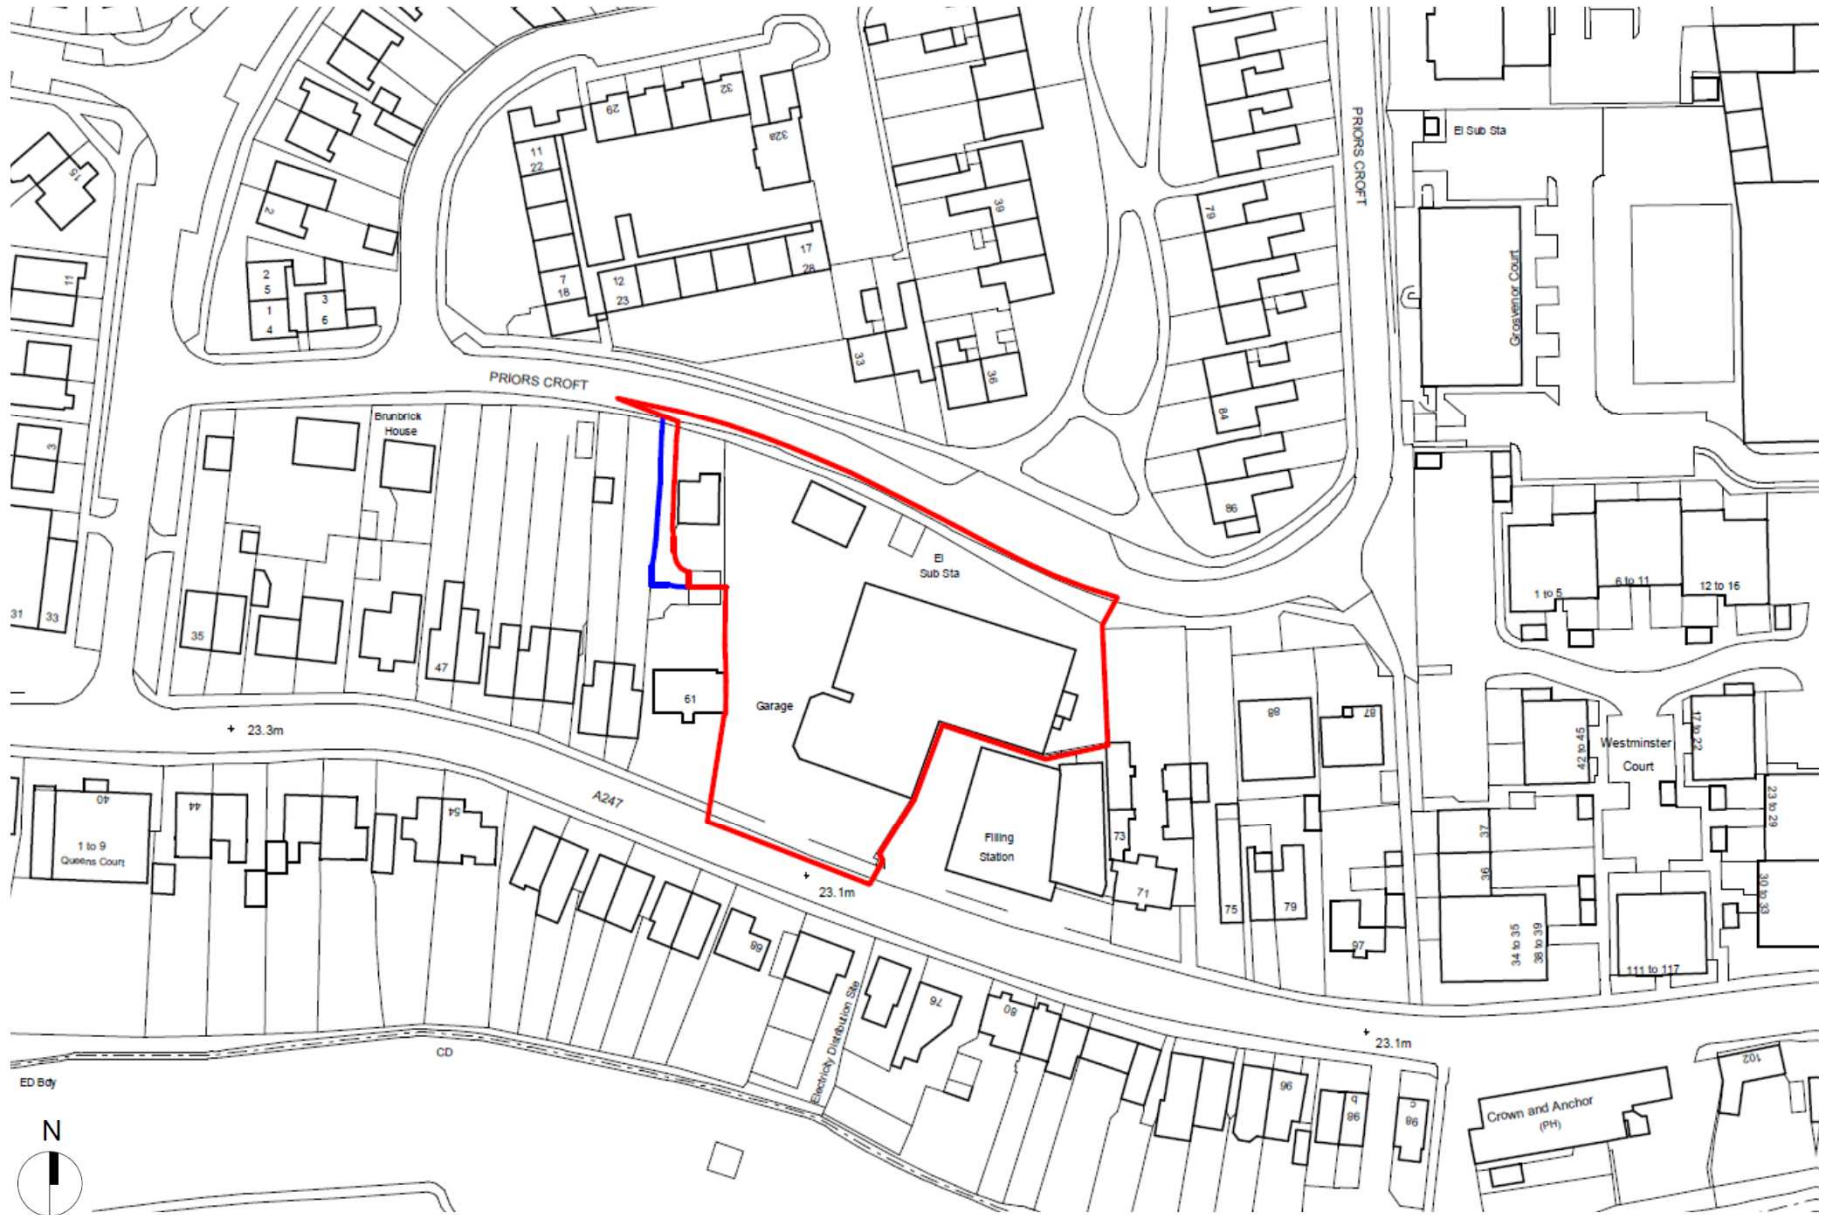 32
29
32a
11
22
15
2
39
79
PRIORS CROFT
El Sub Sta
11
2
5
3
6
1
4
7
18
12
23
17
28
33
36
84
Grosvenor Court
PRIORS CROFT
Brunbrick
House
3
86
El
Sub Sta
1 to 5
6 to 11
12 to 16
31
33
35
47
61
Garage
88
87
42 to 45
Westminster
Court
17 to 22
23.3m
A247
40
1 to 9
Queens Court
44
54
Filling
Station
73
71
75
79
97
37
36
34 to 35
38 to 39
111 to 117
23 to 29
30 to 33
23.1m
68
Electricity Distribution Site
76
80
23.1m
CD
ED Bdy
96
98
b
98
c
Crown and Anchor
(PH)
102
N